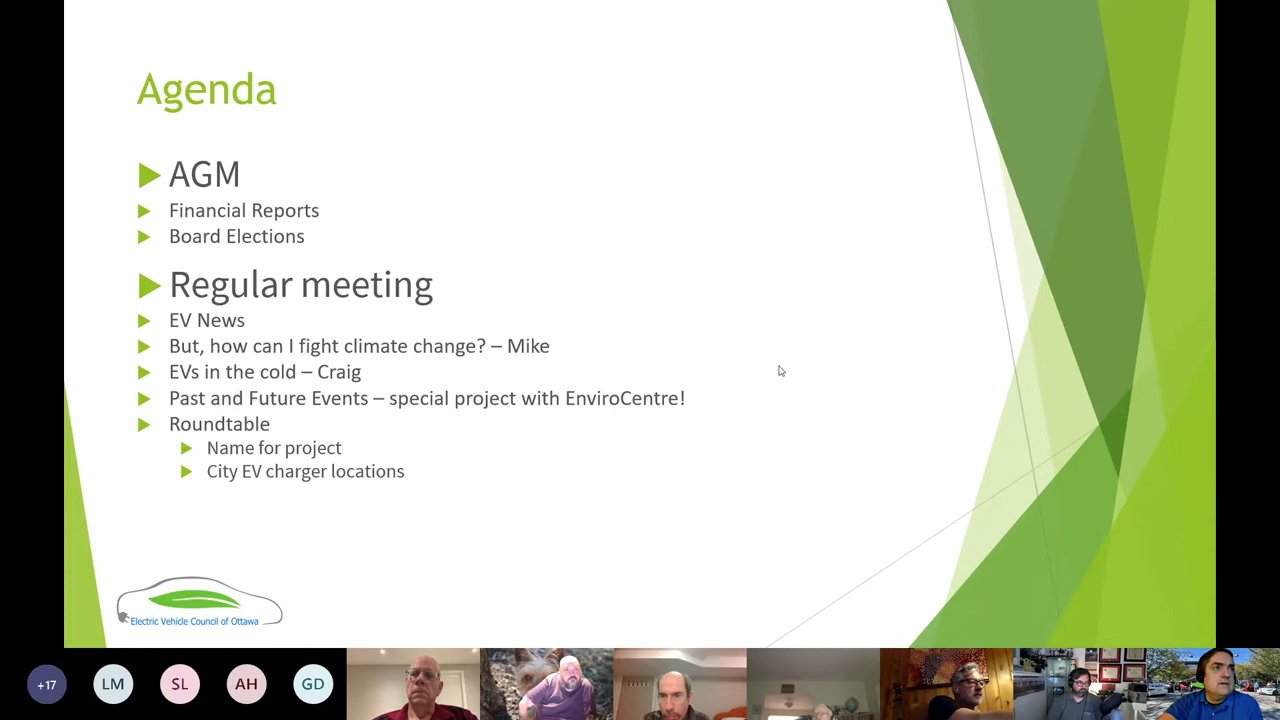 Agenda
AGM
Financial Reports
Board Elections
Regular meeting
EV News
But, how can I fight climate change? – Mike
EVs in the cold – Craig
Past and Future Events – special project with EnviroCentre!
Roundtable
Name for project
City EV charger locations
Electric Vehicle Council of Ottawa
+17
LM
SL
AH
GD